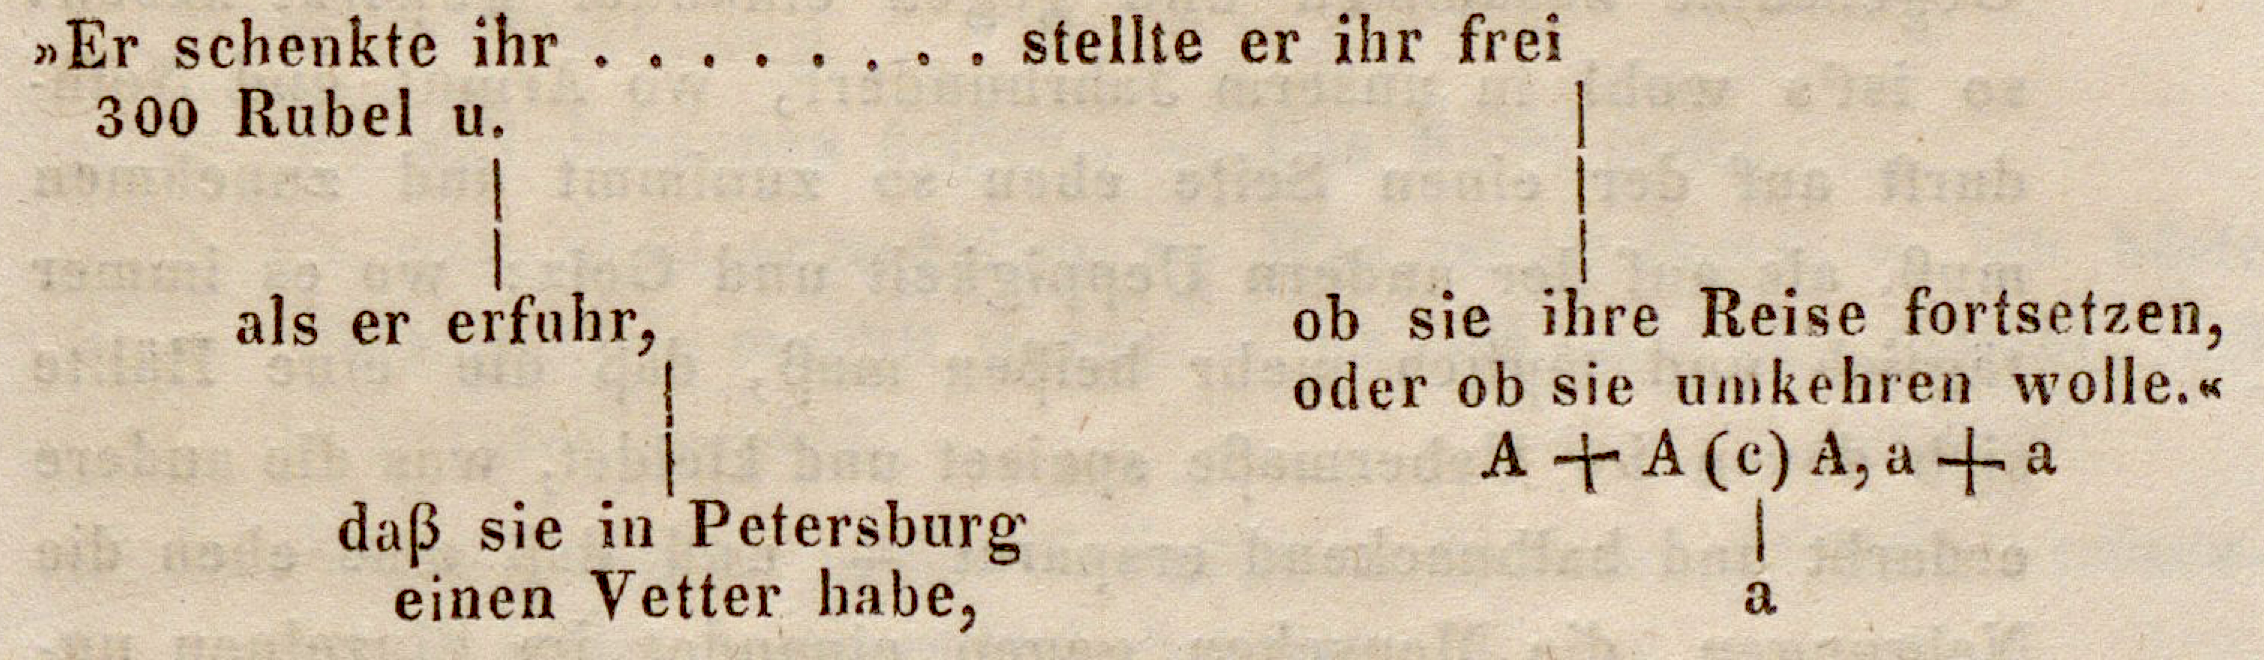 »Er schenkte ihr . . . . . . . . stellte er ihr frei
300 Rubel u.
als er erfuhr,
ob sie ihre Reise fortsetzen,
oder ob sie umkehren wolle.«
A + A (c) A, a + a
a
daß sie in Petersburg
einen Vetter habe,